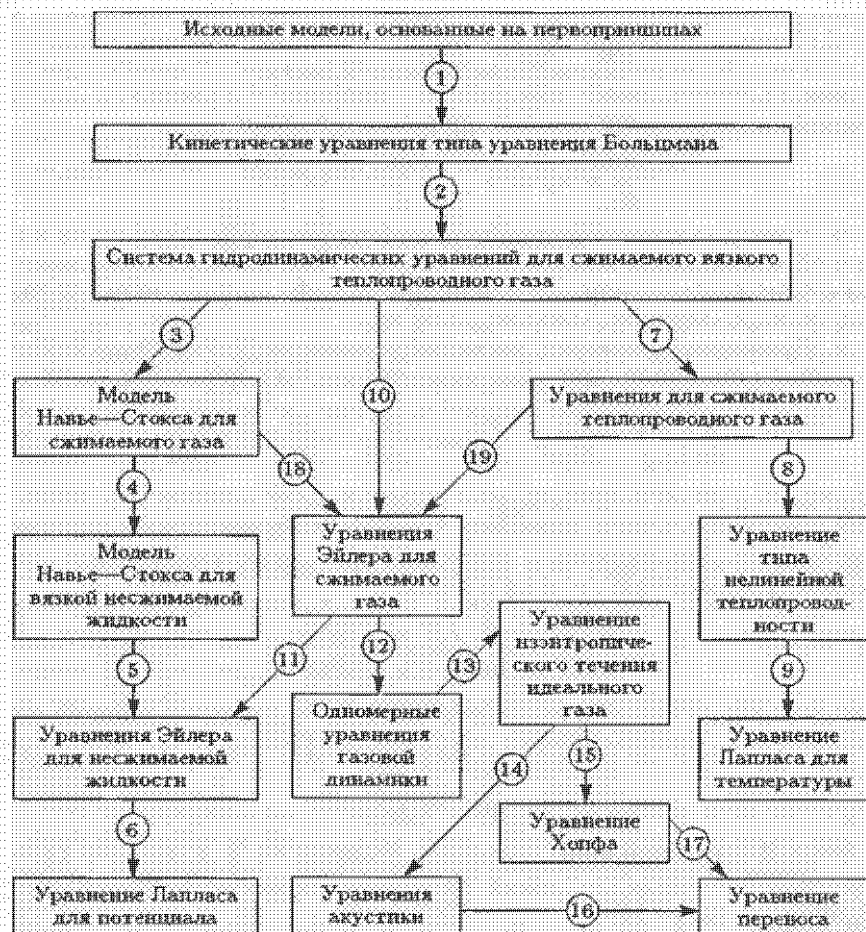 Исходные модели, основанные на первопринципах
1
Кинетические уравнения типа уравнения Больцмана
2
Система гидродинамических уравнений для сжимаемого вязкого
теплопроводного газа
3
10
7
Модель
Навье—Стокса для
сжимаемого газа
Уравнения для сжимаемого
теплопроводного газа
4
18
19
8
Модель
Навье—Стокса для
вязкой несжимаемой
жидкости
Уравнения
Эйлера для
сжимаемого
газа
Уравнение
типа
нелинейной
теплопровод-
ности
Уравнение
изэнтропиче-
ского течения
идеального
газа
5
11
12
13
9
Уравнения Эйлера
для несжимаемой
жидкости
Одномерные
уравнения
газовой
динамики
14
15
Уравнение
Лапласа для
температуры
6
Уравнение
Хопфа
17
Уравнение Лапласа
для потенциала
Уравнения
акустики
16
Уравнение
переноса